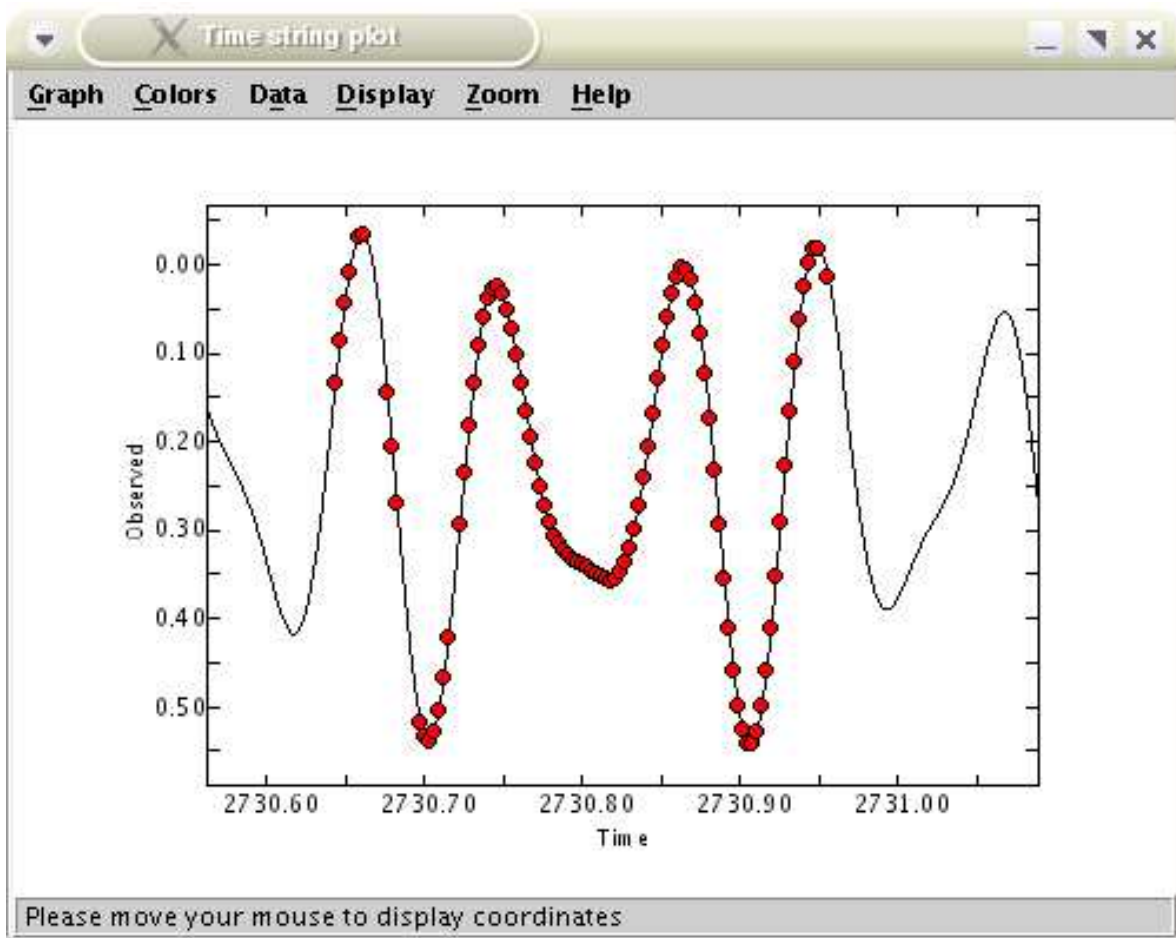 Time string plot
Graph Colors Data Display Zoom Help
0.00
0.10
0.20
0.30
0.40
0.50
Observed
2730.60 2730.70 2730.80 2730.90 2731.00
Time
Please move your mouse to display coordinates